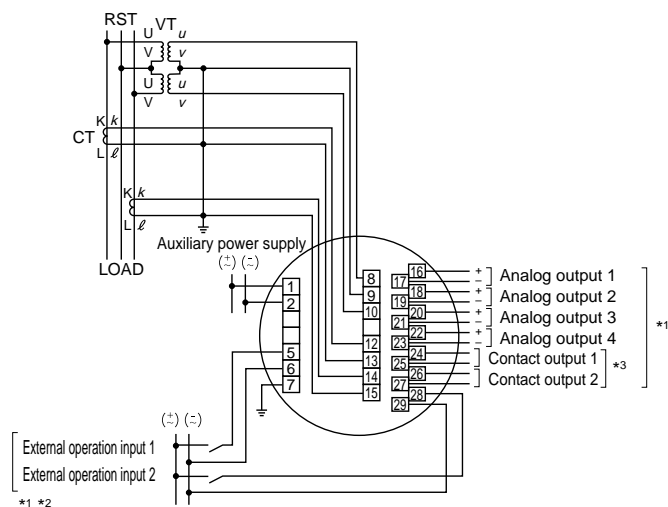 RST
VT
U u
V v
U u
V v
K k
CT
L ℓ
K k
L ℓ
Auxiliary power supply
LOAD
(+~) (-~)
1
2
5
6
7
8
9
10
12
13
14
15
16
17
18
19
20
21
22
23
24
25
26
27
28
29
+
− Analog output 1
+
− Analog output 2
+
− Analog output 3
+
− Analog output 4
Contact output 1
Contact output 2
*3
*1
(+~) (-~)
External operation input 1
External operation input 2
*1 *2